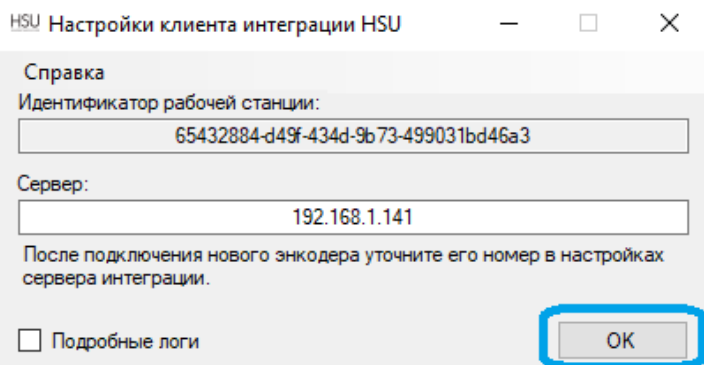 HSU Настройки клиента интеграции HSU
Справка
Идентификатор рабочей станции:
65432884-d49f-434d-9b73-499031bd46a3
Сервер:
192.168.1.141
После подключения нового энкодера уточните его номер в настройках
сервера интеграции.
Подробные логи
OK